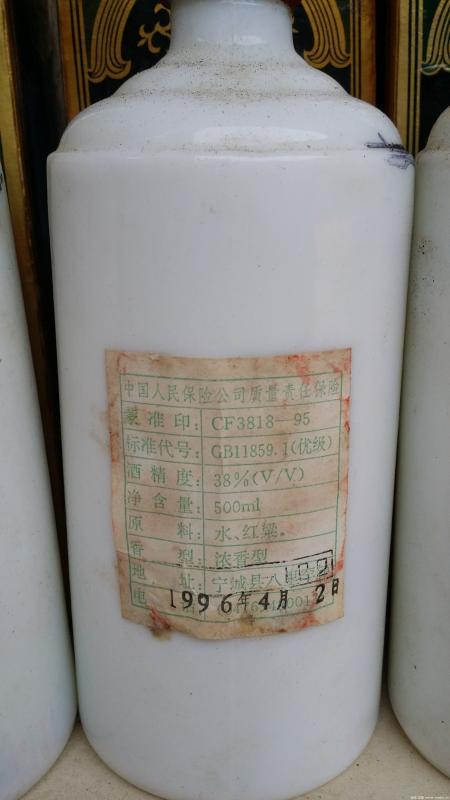 中国人民保险公司质量责任保险
蒙准印：CF3818-95
标准代号：GB11859.1(优级)
酒精度：38%(V/V)
净含量：500ml
原料：水、红粱。
香型：浓香型
地址：宁城县八
电
1996年4月2日